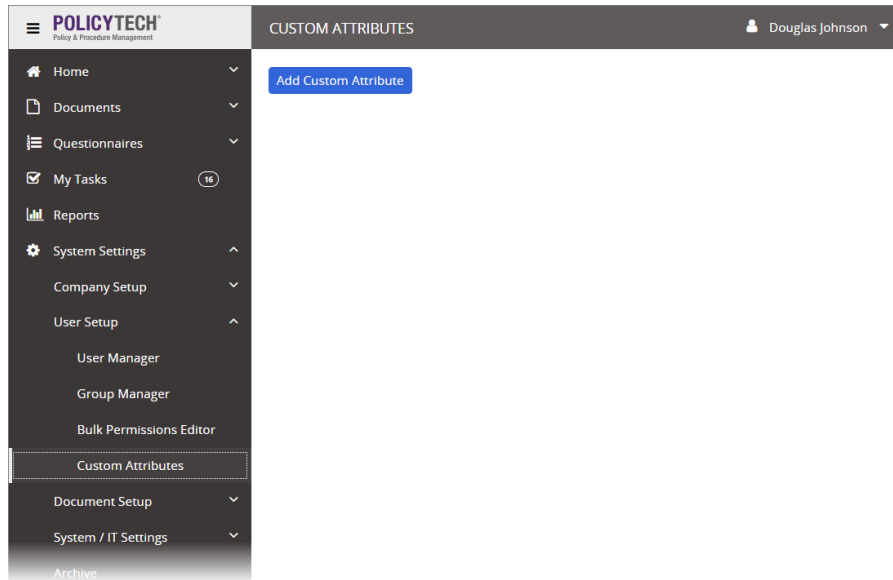 POLICYTECH®
Policy & Procedure Management
CUSTOM ATTRIBUTES
Douglas Johnson
Home
Add Custom Attribute
Documents
Questionnaires
My Tasks 16
Reports
System Settings
Company Setup
User Setup
User Manager
Group Manager
Bulk Permissions Editor
Custom Attributes
Document Setup
System / IT Settings
Archive